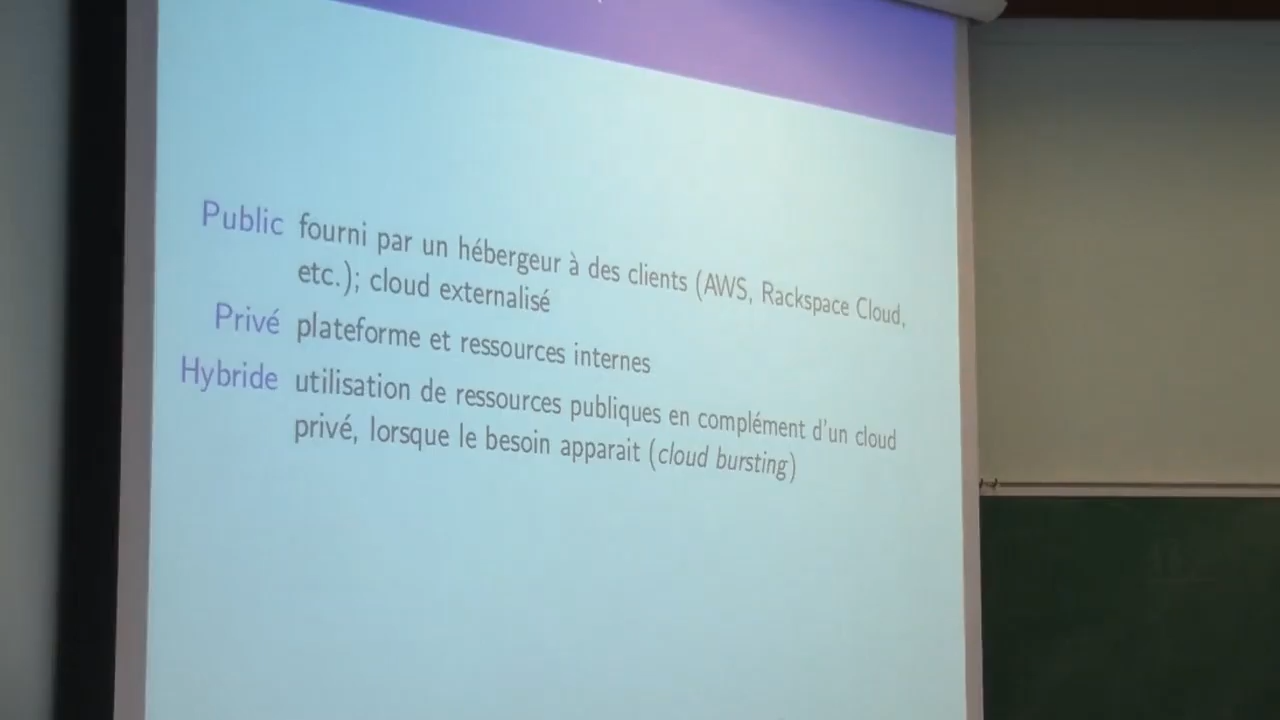 Public fourni par un hébergeur à des clients (AWS, Rackspace Cloud,
etc.); cloud externalisé
Privé plateforme et ressources internes
Hybride utilisation de ressources publiques en complément d'un cloud
privé, lorsque le besoin apparait (cloud bursting)